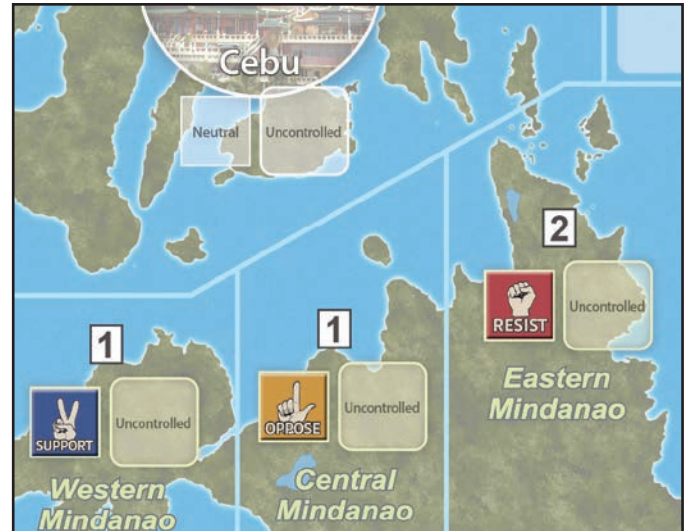 Cebu
Neutral
Uncontrolled
2
RESIST
Uncontrolled
Eastern
Mindanao
1
SUPPORT
Uncontrolled
Western
Mindanao
1
OPPOSE
Uncontrolled
Central
Mindanao